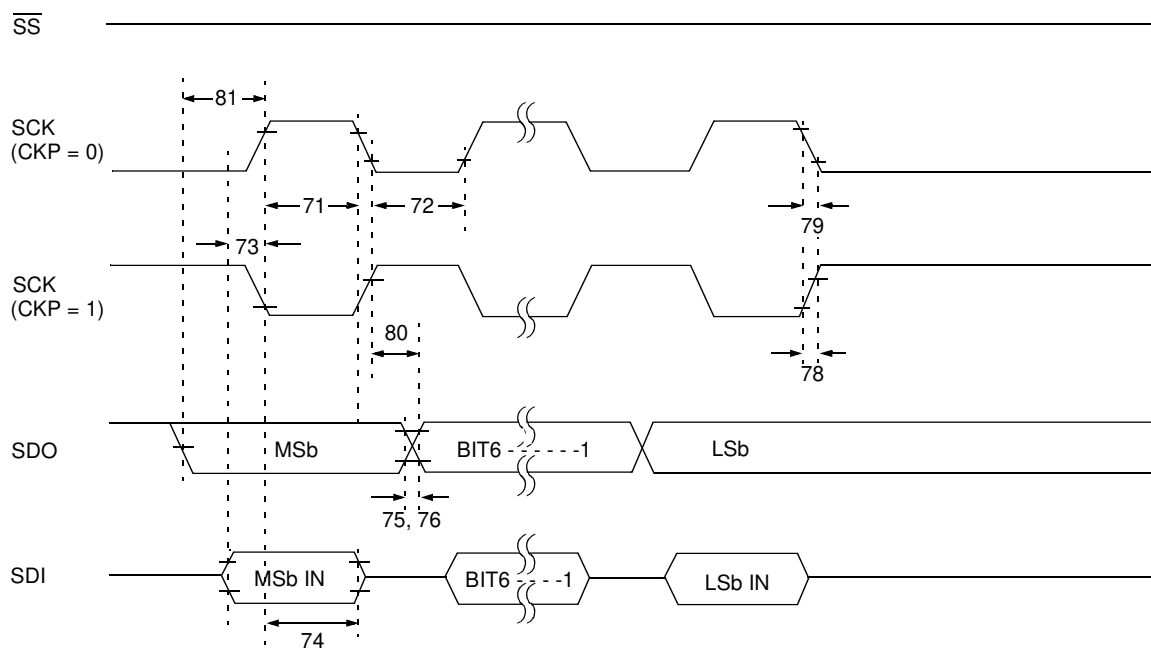 SS
81
SCK
(CKP = 0)
71
72
79
73
SCK
(CKP = 1)
80
78
SDO
MSb
BIT6 - - - - - -1
LSb
75, 76
SDI
MSb IN
BIT6 - - - - -1
LSb IN
74